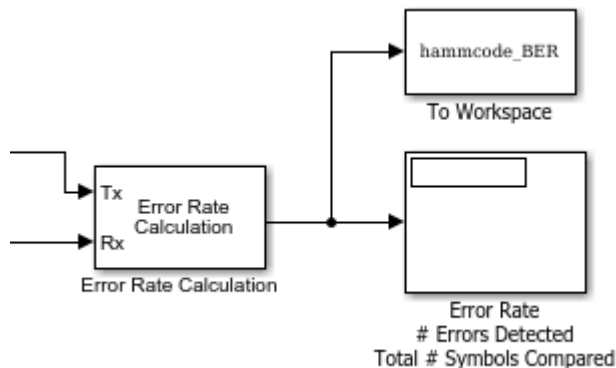 hammcode_BER
To Workspace
Tx
Error Rate
Calculation
Rx
Error Rate Calculation
Error Rate
# Errors Detected
Total # Symbols Compared